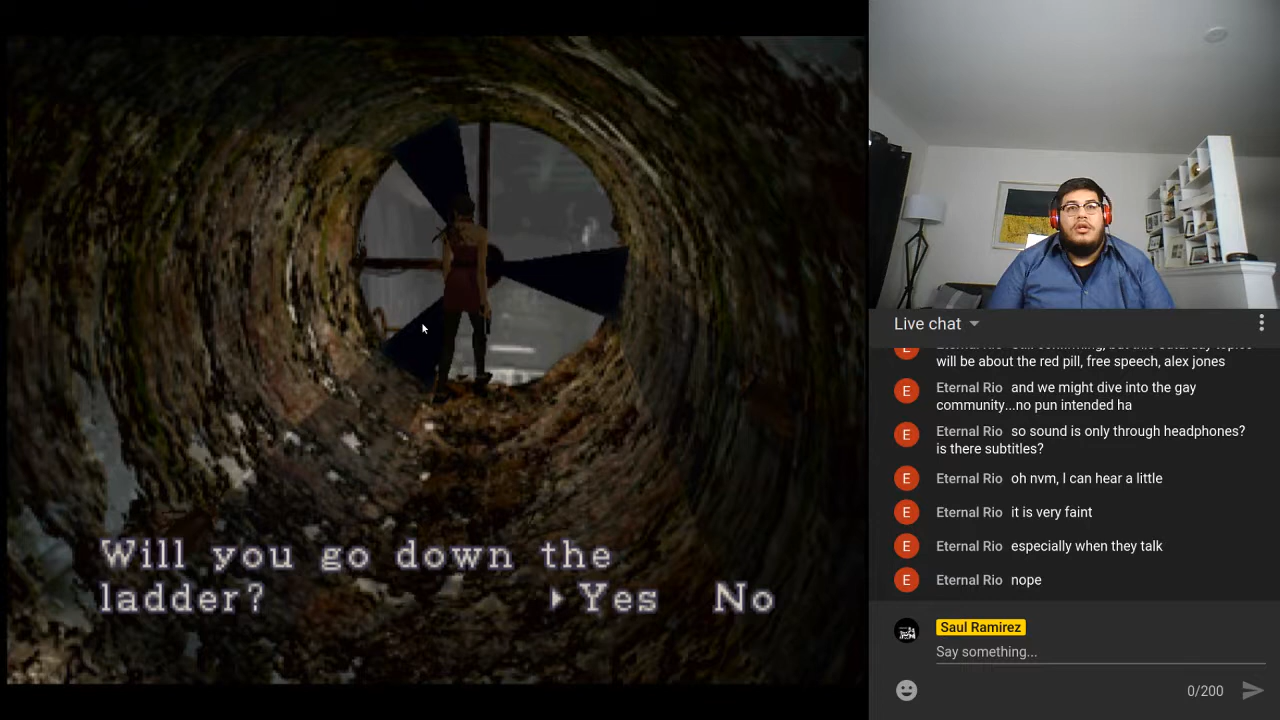 Will you go down the
ladder? Yes No
Live chat
will be about the red pill, free speech, alex jones
E Eternal Rio and we might dive into the gay
community...no pun intended ha
E Eternal Rio so sound is only through headphones?
is there subtitles?
E Eternal Rio oh nvm, I can hear a little
E Eternal Rio it is very faint
E Eternal Rio especially when they talk
E Eternal Rio nope
Saul Ramirez
Say something...
0/200